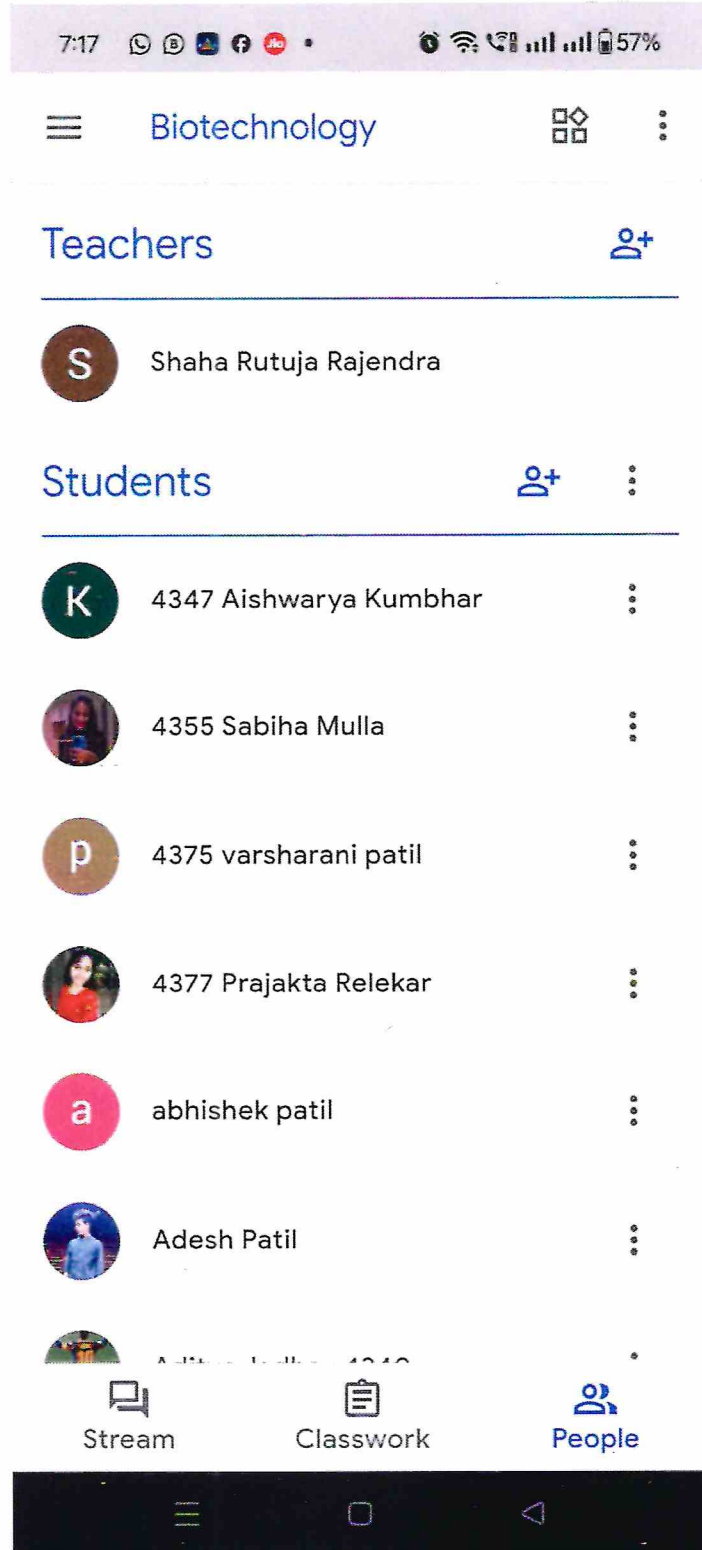 7:17 57%
Biotechnology
Teachers
S Shaha Rutuja Rajendra
Students
K 4347 Aishwarya Kumbhar
4355 Sabiha Mulla
p 4375 varsharani patil
4377 Prajakta Relekar
a abhishek patil
Adesh Patil
Stream Classwork People